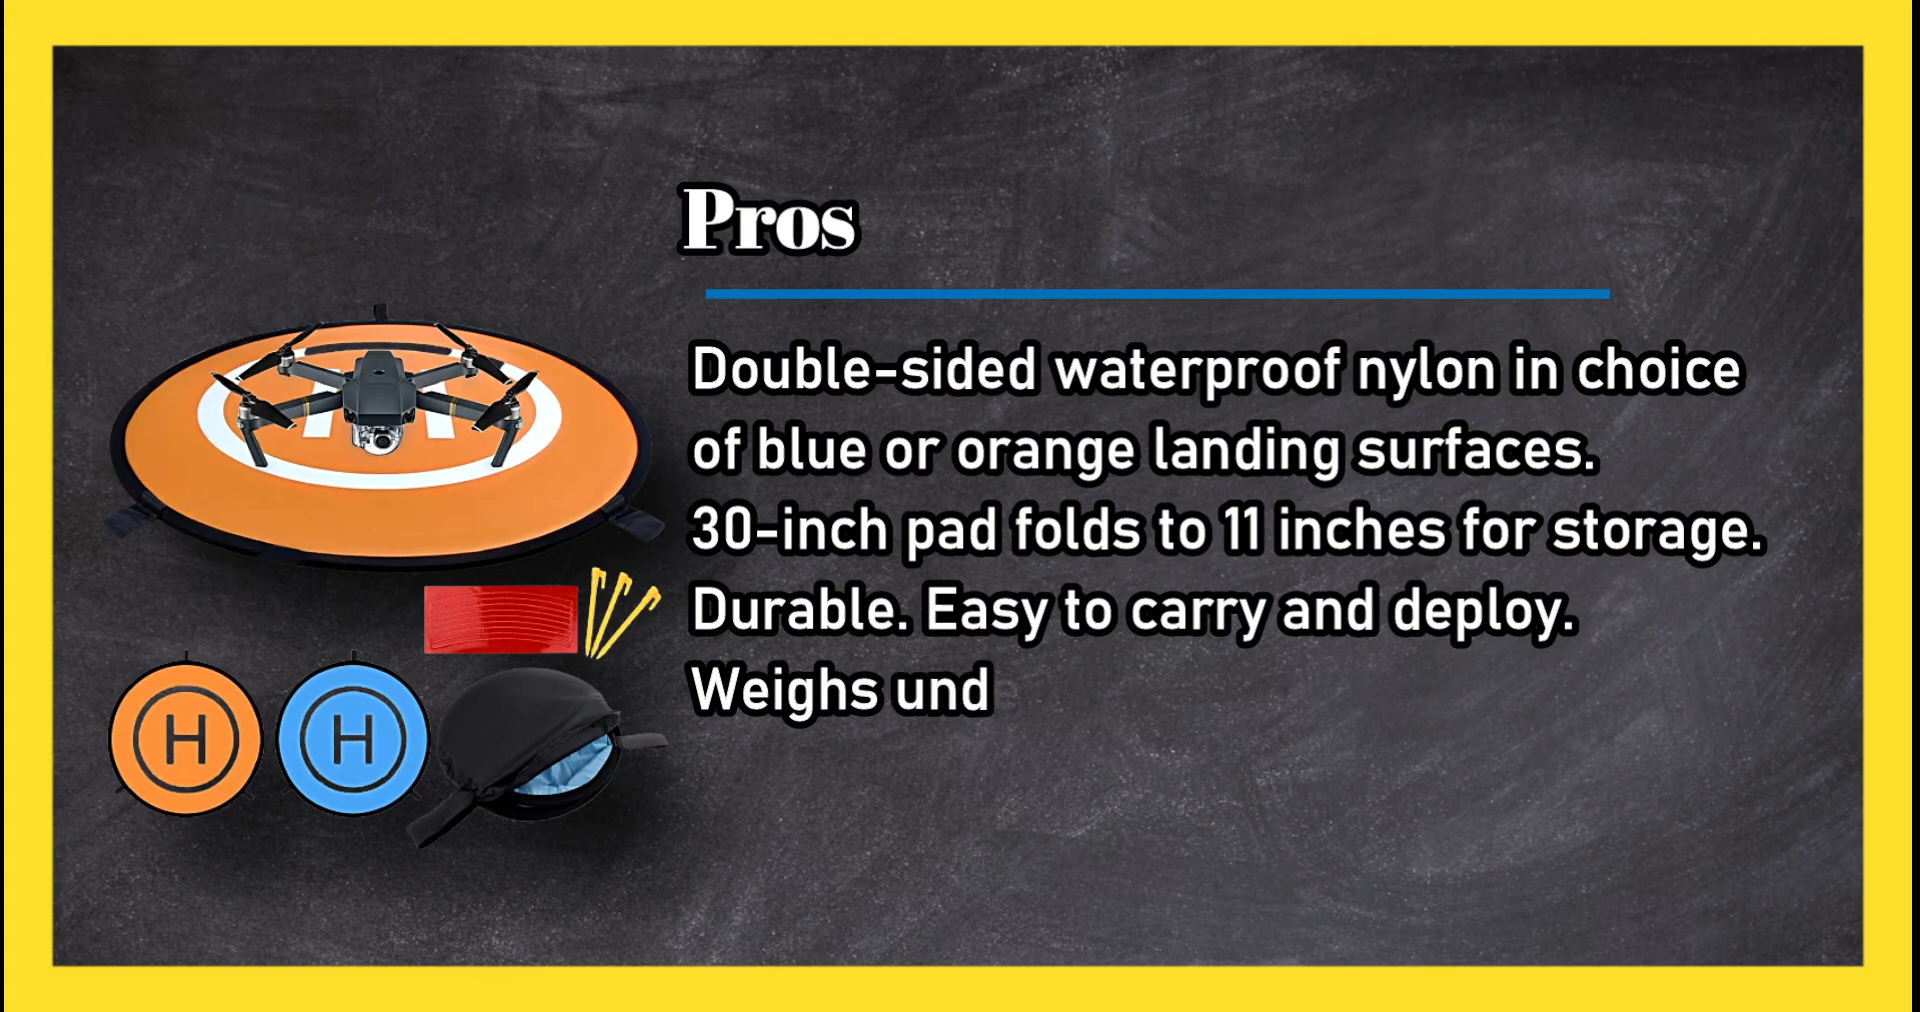 Pros
Double-sided waterproof nylon in choice
of blue or orange landing surfaces.
30-inch pad folds to 11 inches for storage.
Durable. Easy to carry and deploy.
Weighs und
H
H